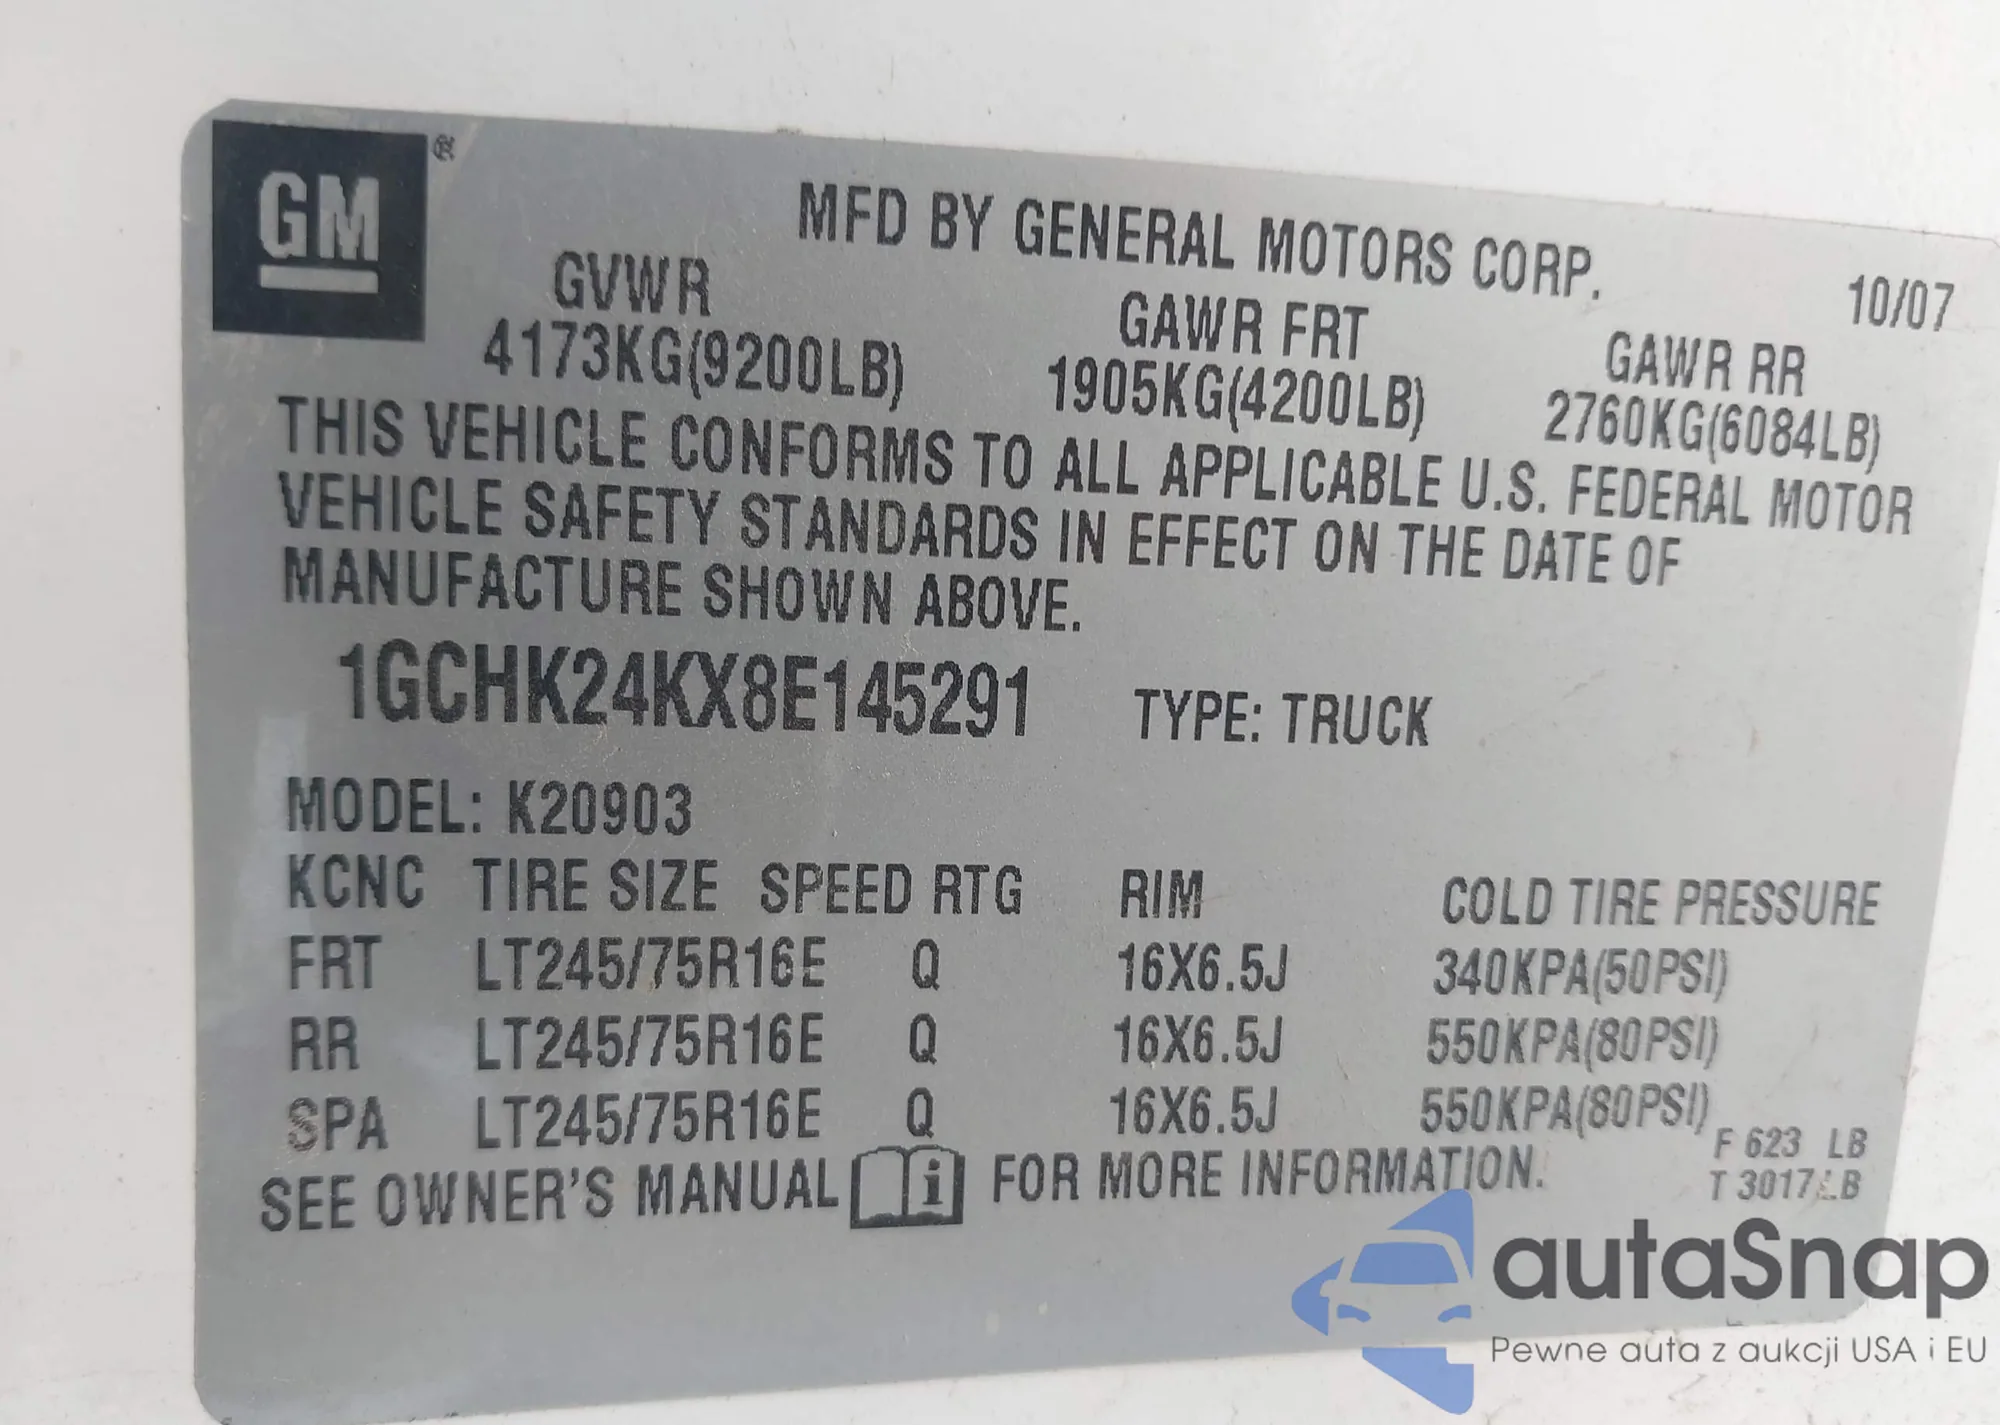 GM ®
MFD BY GENERAL MOTORS CORP.
10/07
GVWR GAWR FRT GAWR RR
4173KG(9200LB) 1905KG(4200LB) 2760KG(6084LB)
THIS VEHICLE CONFORMS TO ALL APPLICABLE U.S. FEDERAL MOTOR
VEHICLE SAFETY STANDARDS IN EFFECT ON THE DATE OF
MANUFACTURE SHOWN ABOVE.
1GCHK24KX8E145291 TYPE: TRUCK
MODEL: K20903
KCNC TIRE SIZE SPEED RTG RIM COLD TIRE PRESSURE
FRT LT245/75R16E Q 16X6.5J 340KPA(50PSI)
RR LT245/75R16E Q 16X6.5J 550KPA(80PSI)
SPA LT245/75R16E Q 16X6.5J 550KPA(80PSI)
F 623 LB
SEE OWNER'S MANUAL i FOR MORE INFORMATION.
T 3017LB
autaSnap
Pewne auta z aukcji USA i EU